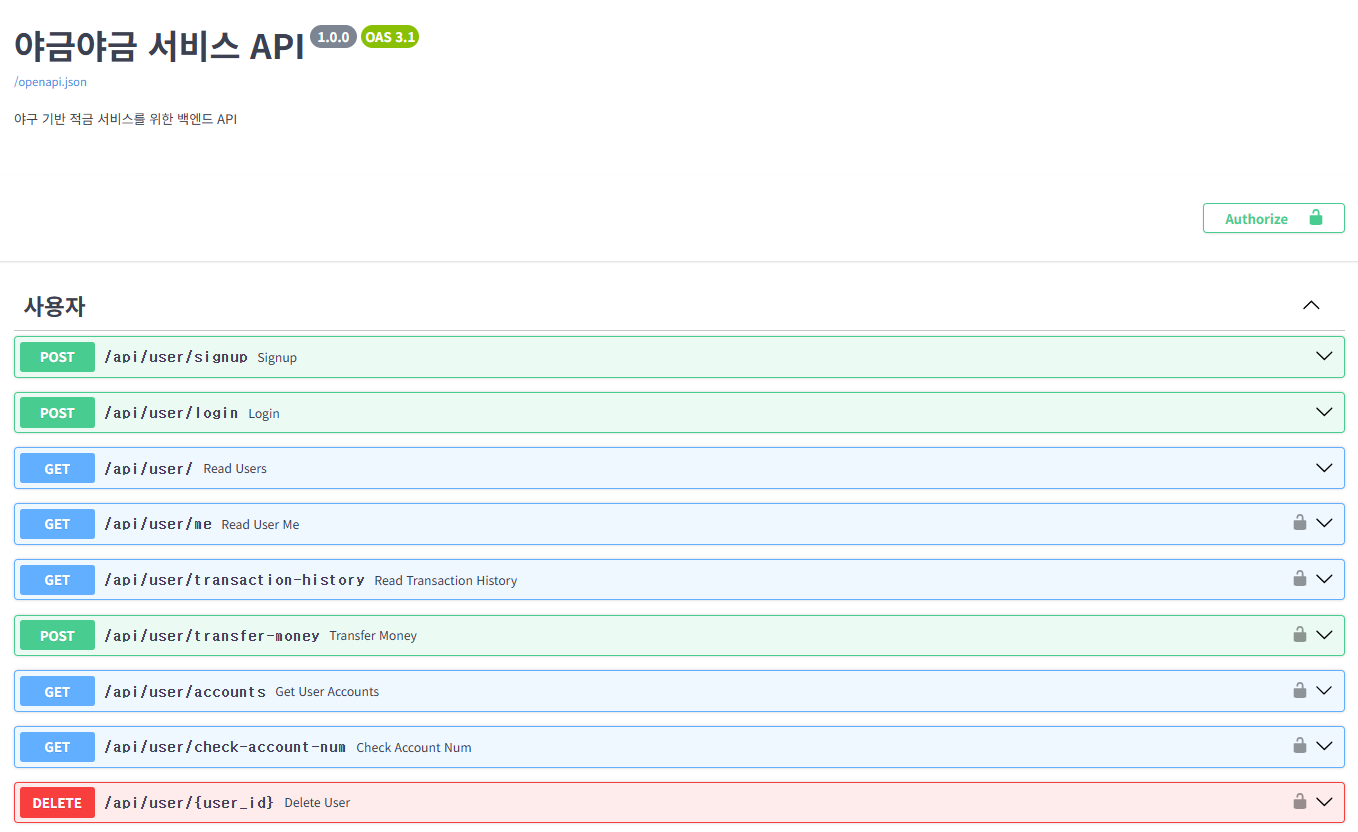 야금야금 서비스 API 1.0.0 OAS 3.1
/openapi.json
야구 기반 적금 서비스를 위한 백엔드 API
Authorize
사용자
POST /api/user/signup Signup
POST /api/user/login Login
GET /api/user/ Read Users
GET /api/user/me Read User Me
GET /api/user/transaction-history Read Transaction History
POST /api/user/transfer-money Transfer Money
GET /api/user/accounts Get User Accounts
GET /api/user/check-account-num Check Account Num
DELETE /api/user/{user_id} Delete User